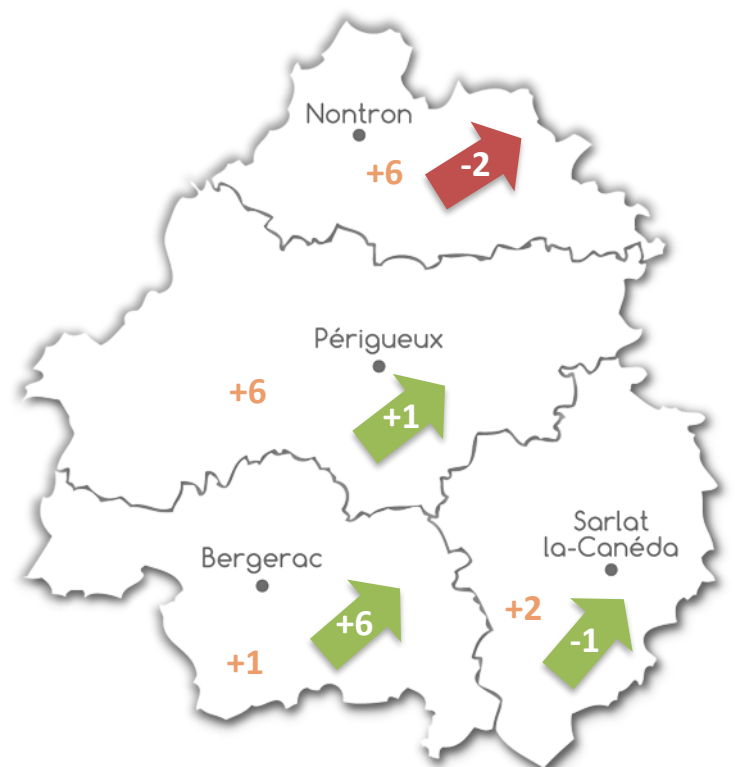 Nontron
+6
-2
Périgueux
+6
+1
Bergerac
+1
+6
Sarlat
la-Canéda
+2
-1